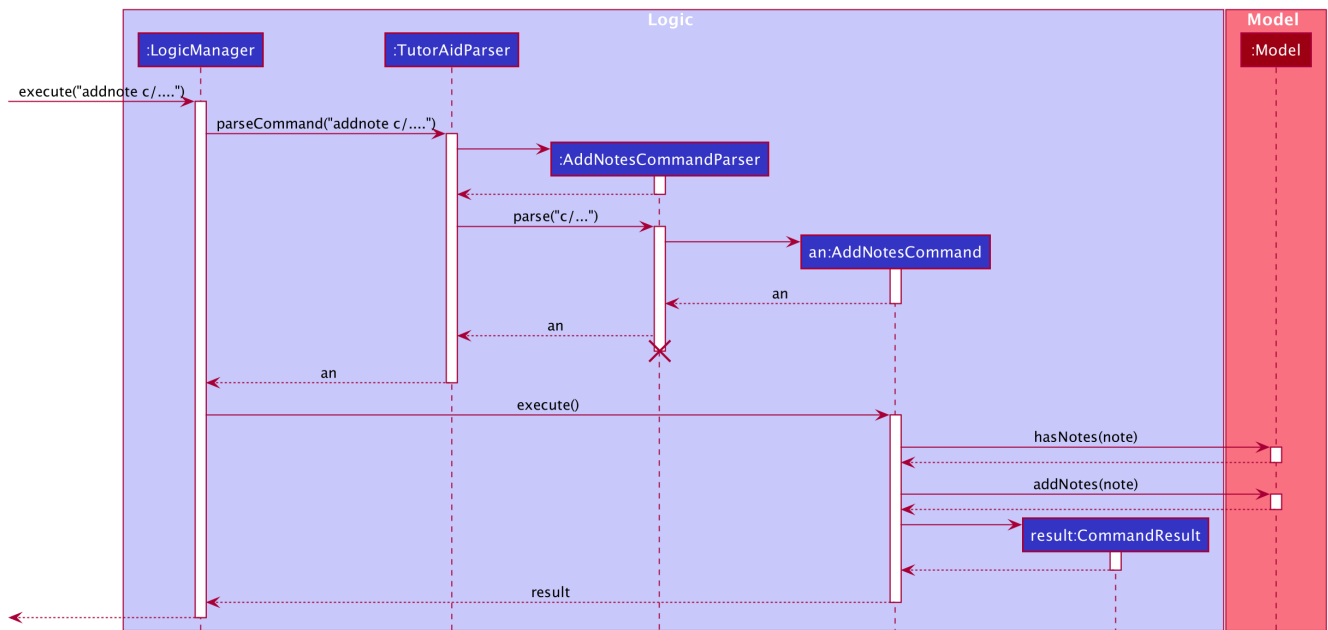 Logic
Model
:LogicManager
:TutorAidParser
:Model
execute("addnote c/....")
parseCommand("addnote c/....")
:AddNotesCommandParser
parse("c/...")
an:AddNotesCommand
an
an
an
execute()
hasNotes(note)
addNotes(note)
result:CommandResult
result